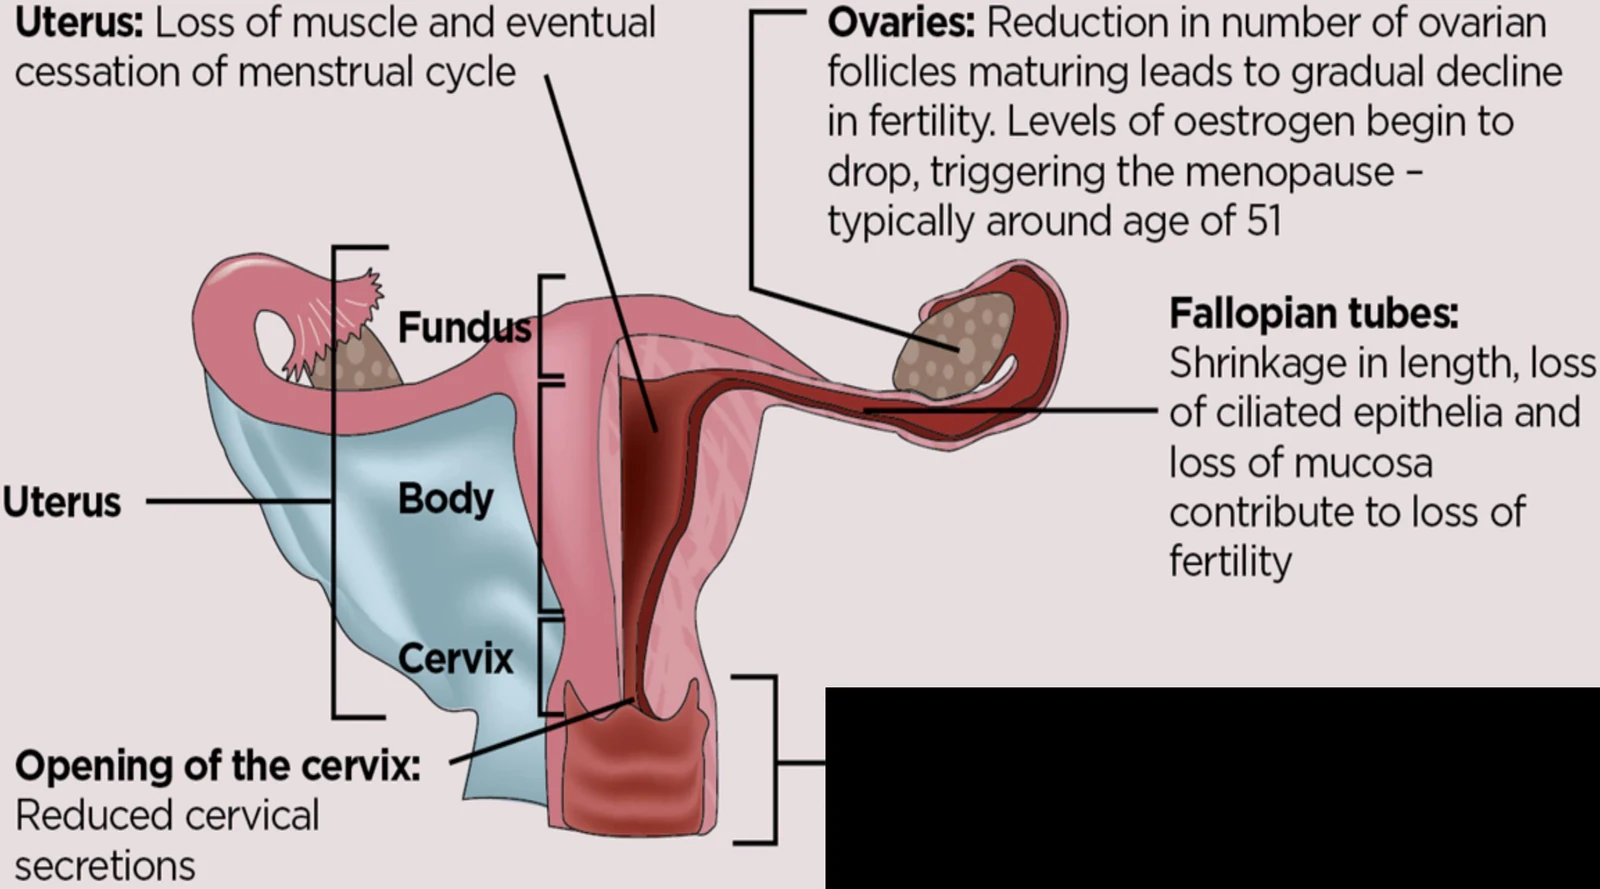 Uterus: Loss of muscle and eventual
cessation of menstrual cycle
Ovaries: Reduction in number of ovarian
follicles maturing leads to gradual decline
in fertility. Levels of oestrogen begin to
drop, triggering the menopause –
typically around age of 51
Fallopian tubes:
Shrinkage in length, loss
of ciliated epithelia and
loss of mucosa
contribute to loss of
fertility
Fundus
Body
Uterus
Cervix
Opening of the cervix:
Reduced cervical
secretions